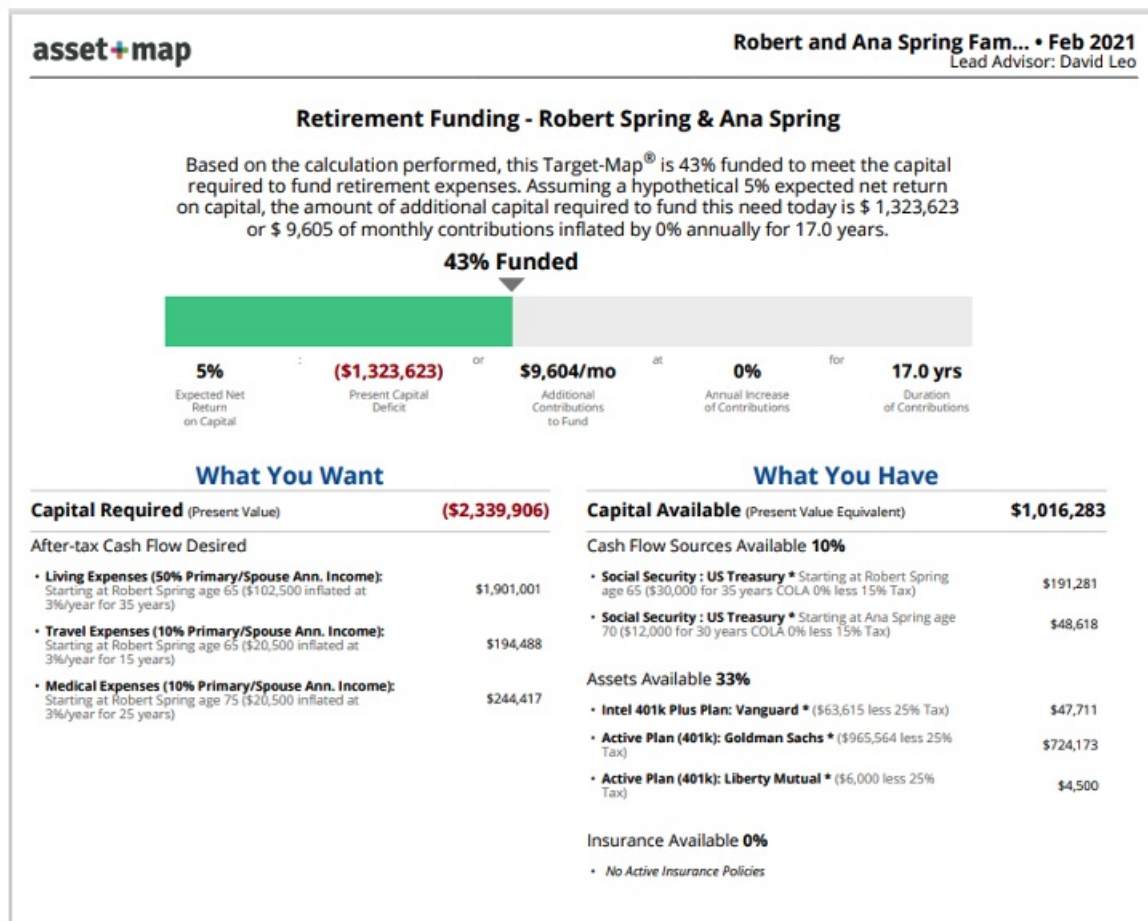 asset+map
Robert and Ana Spring Fam... • Feb 2021
Lead Advisor: David Leo
Retirement Funding - Robert Spring & Ana Spring
Based on the calculation performed, this Target-Map® is 43% funded to meet the capital
required to fund retirement expenses. Assuming a hypothetical 5% expected net return
on capital, the amount of additional capital required to fund this need today is $ 1,323,623
or $ 9,605 of monthly contributions inflated by 0% annually for 17.0 years.
43% Funded
5% : ($1,323,623) or $9,604/mo at 0% for 17.0 yrs
Expected Net Return on Capital
Present Capital Deficit
Additional Contributions to Fund
Annual Increase of Contributions
Duration of Contributions
What You Want
Capital Required (Present Value) ($2,339,906)
After-tax Cash Flow Desired
• Living Expenses (50% Primary/Spouse Ann. Income):
Starting at Robert Spring age 65 ($102,500 inflated at $1,901,001
3%/year for 35 years)
• Travel Expenses (10% Primary/Spouse Ann. Income):
Starting at Robert Spring age 65 ($20,500 inflated at $194,488
3%/year for 15 years)
• Medical Expenses (10% Primary/Spouse Ann. Income):
Starting at Robert Spring age 75 ($20,500 inflated at $244,417
3%/year for 25 years)
What You Have
Capital Available (Present Value Equivalent) $1,016,283
Cash Flow Sources Available 10%
• Social Security : US Treasury * Starting at Robert Spring $191,281
age 65 ($30,000 for 35 years COLA 0% less 15% Tax)
• Social Security : US Treasury * Starting at Ana Spring age $48,618
70 ($12,000 for 30 years COLA 0% less 15% Tax)
Assets Available 33%
• Intel 401k Plus Plan: Vanguard * ($63,615 less 25% Tax) $47,711
• Active Plan (401k): Goldman Sachs * ($965,564 less 25% $724,173
Tax)
• Active Plan (401k): Liberty Mutual * ($6,000 less 25% $4,500
Tax)
Insurance Available 0%
• No Active Insurance Policies